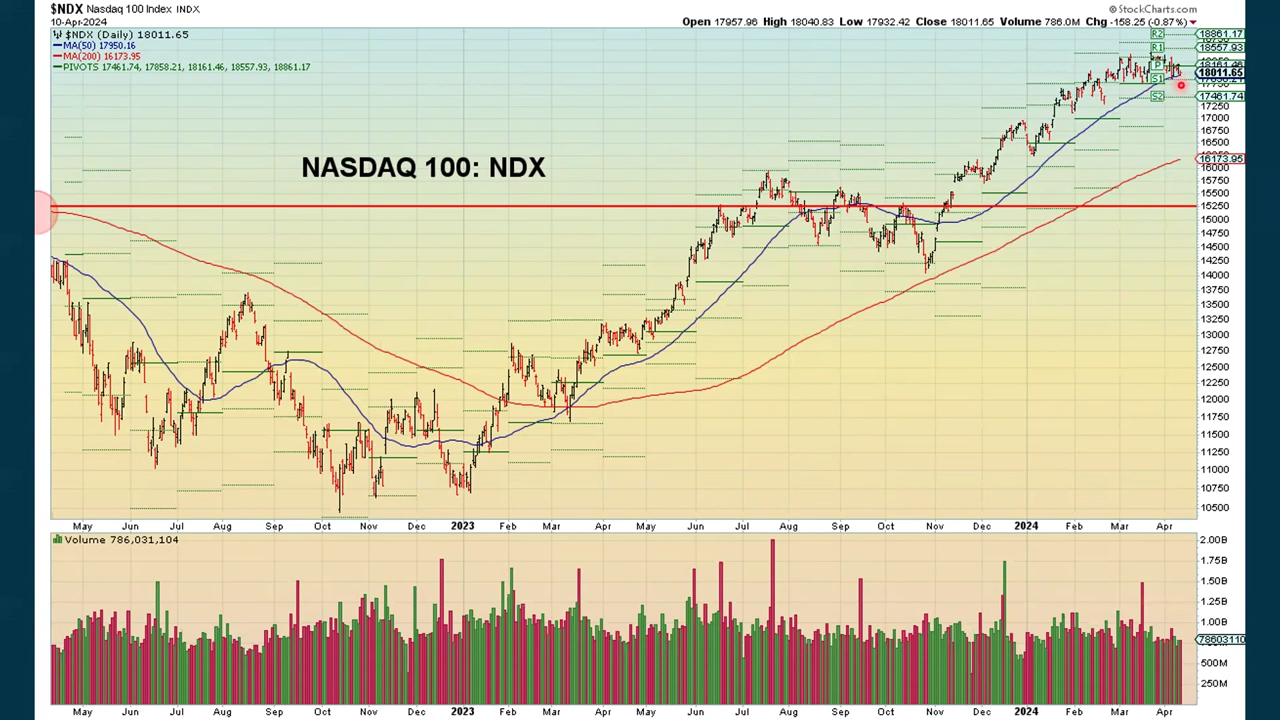 $NDX Nasdaq 100 Index INDX
© StockCharts.com
10-Apr-2024
Open 17957.96 High 18040.83 Low 17932.42 Close 18011.65 Volume 786.0M Chg -158.25 (-0.87%)
$NDX (Daily) 18011.65
MA(50) 17950.16
MA(200) 16173.95
PIVOTS 17461.74, 17858.21, 18161.46, 18557.93, 18861.17
NASDAQ 100: NDX
R2
R1
P
S1
S2
18861.17
18557.93
18161.46
18011.65
17461.74
17250
17000
16750
16500
16173.95
15750
15500
15250
15000
14750
14500
14250
14000
13750
13500
13250
13000
12750
12500
12250
12000
11750
11500
11250
11000
10750
10500
May Jun Jul Aug Sep Oct Nov Dec 2023 Feb Mar Apr May Jun Jul Aug Sep Oct Nov Dec 2024 Feb Mar Apr
Volume 786,031,104
2.00B
1.75B
1.50B
1.25B
1.00B
78603110
500M
250M
May Jun Jul Aug Sep Oct Nov Dec 2023 Feb Mar Apr May Jun Jul Aug Sep Oct Nov Dec 2024 Feb Mar Apr